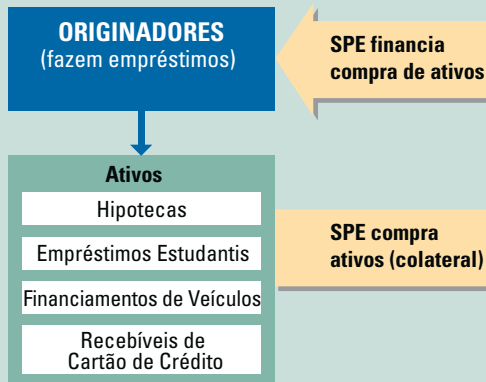 ORIGINADORES
(fazem empréstimos)
SPE financia
compra de ativos
Ativos
Hipotecas
Empréstimos Estudantis
Financiamentos de Veículos
Recebíveis de
Cartão de Crédito
SPE compra
ativos (colateral)